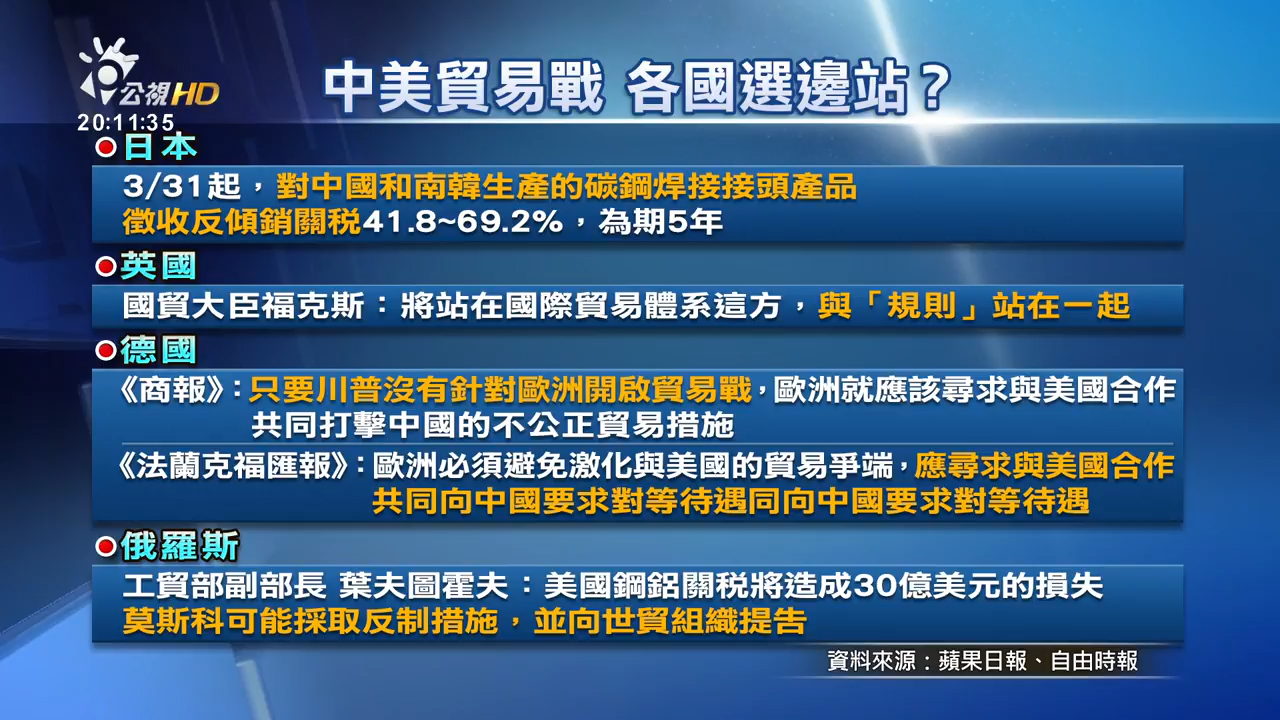 公視HD
20:11:35
中美貿易戰 各國選邊站？
日本
3/31起，對中國和南韓生產的碳鋼焊接接頭產品
徵收反傾銷關稅41.8~69.2%，為期5年
英國
國貿大臣福克斯：將站在國際貿易體系這方，與「規則」站在一起
德國
《商報》：只要川普沒有針對歐洲開啟貿易戰，歐洲就應該尋求與美國合作
共同打擊中國的不公正貿易措施
《法蘭克福匯報》：歐洲必須避免激化與美國的貿易爭端，應尋求與美國合作
共同向中國要求對等待遇同向中國要求對等待遇
俄羅斯
工貿部副部長 葉夫圖霍夫：美國鋼鋁關稅將造成30億美元的損失
莫斯科可能採取反制措施，並向世貿組織提告
資料來源：蘋果日報、自由時報